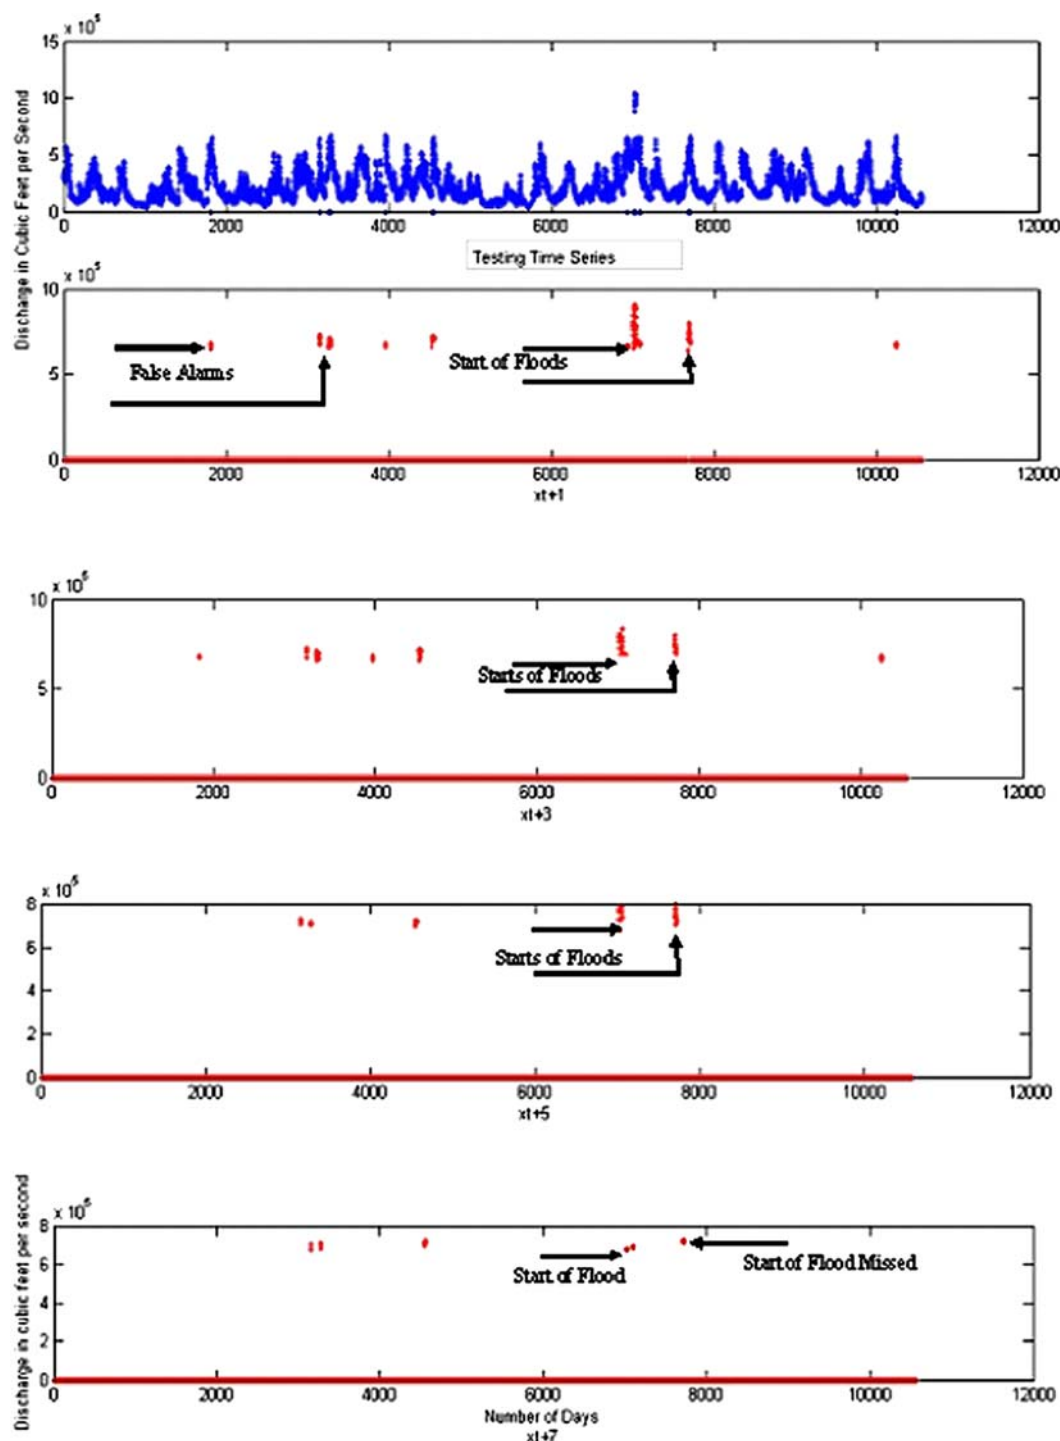 x 10^5
15
10
5
0
0 2000 4000 6000 8000 10000 12000
Discharge in Cubic Feet per Second
Testing Time Series
x 10^5
10
5
0
False Alarms
Start of Floods
0 2000 4000 6000 8000 10000 12000
xt+1
x 10^5
10
5
0
Starts of Floods
0 2000 4000 6000 8000 10000 12000
xt+3
x 10^5
8
6
4
2
0
Starts of Floods
0 2000 4000 6000 8000 10000 12000
xt+5
Discharge in cubic feet per second
x 10^5
8
6
4
2
0
Start of Flood
Start of Flood Missed
0 2000 4000 6000 8000 10000 12000
Number of Days
xt+7